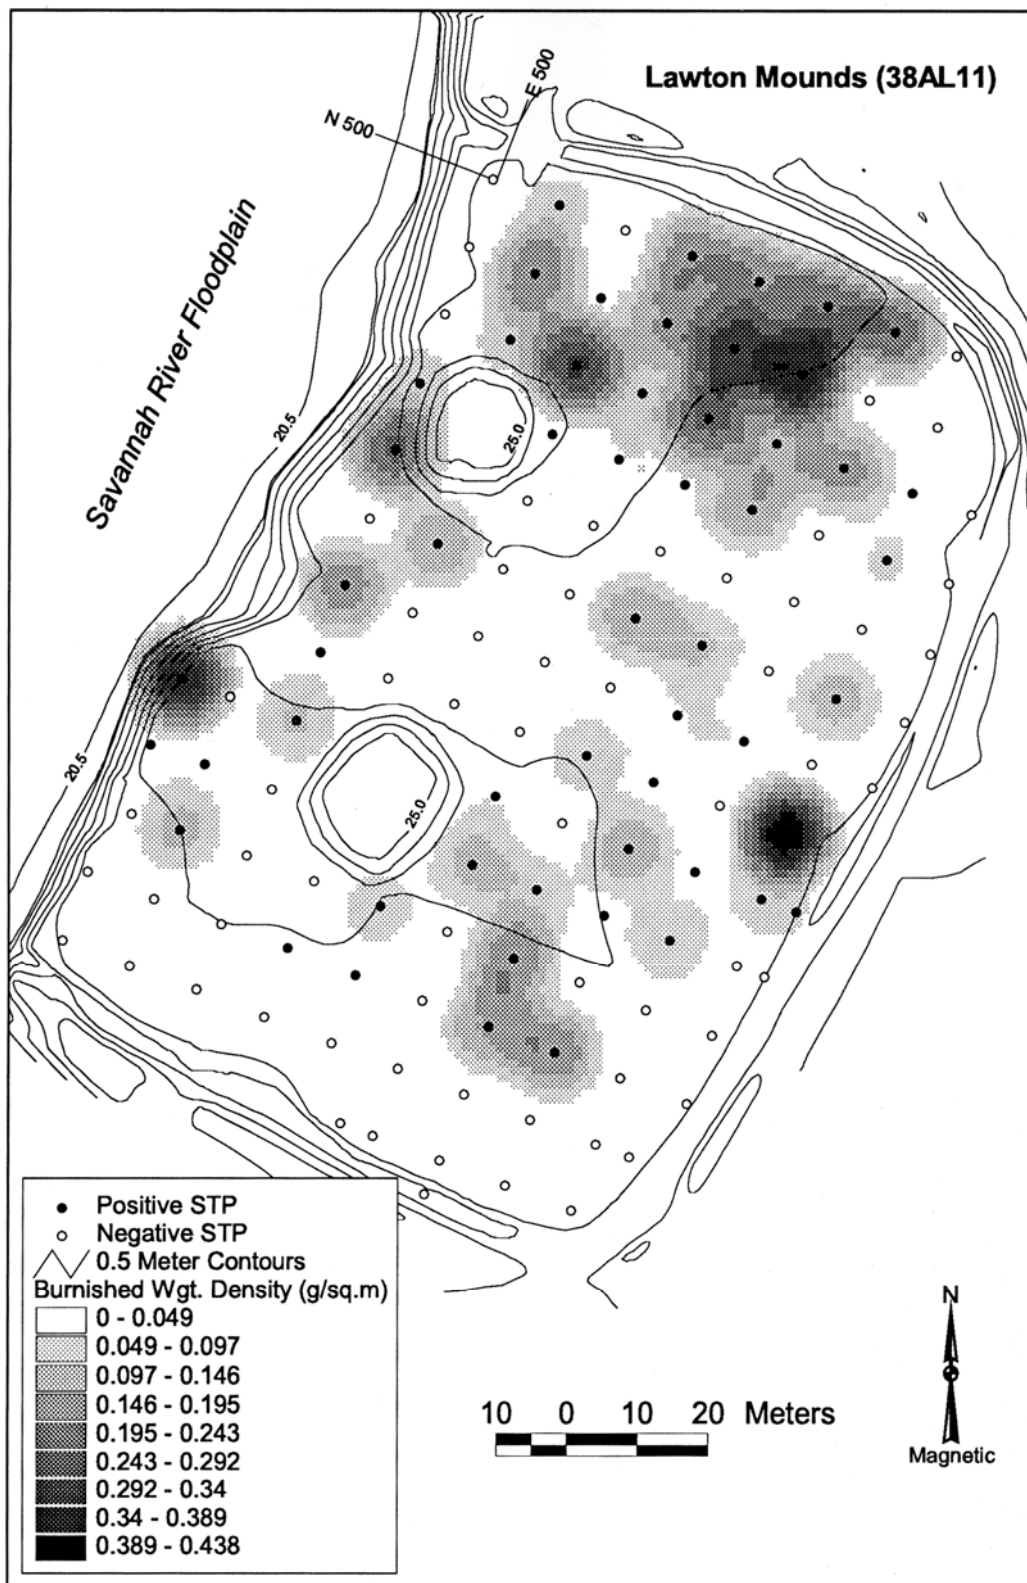 Lawton Mounds (38AL11)
E 500
N 500
Savannah River Floodplain
20.5
25.0
20.5
25.0
Positive STP
Negative STP
0.5 Meter Contours
Burnished Wgt. Density (g/sq.m)
0 - 0.049
0.049 - 0.097
0.097 - 0.146
0.146 - 0.195
0.195 - 0.243
0.243 - 0.292
0.292 - 0.34
0.34 - 0.389
0.389 - 0.438
10 0 10 20 Meters
N
Magnetic